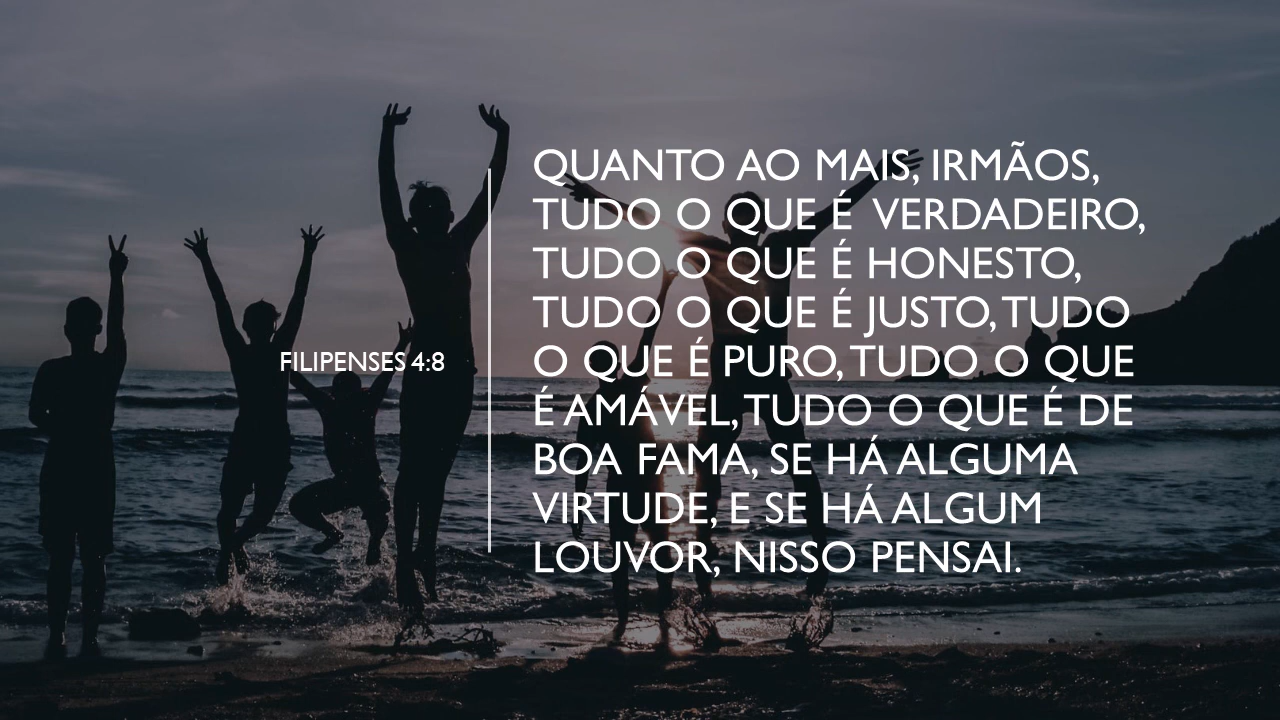 FILIPENSES 4:8
QUANTO AO MAIS, IRMÃOS,
TUDO O QUE É VERDADEIRO,
TUDO O QUE É HONESTO,
TUDO O QUE É JUSTO, TUDO
O QUE É PURO, TUDO O QUE
É AMÁVEL, TUDO O QUE É DE
BOA FAMA, SE HÁ ALGUMA
VIRTUDE, E SE HÁ ALGUM
LOUVOR, NISSO PENSAI.